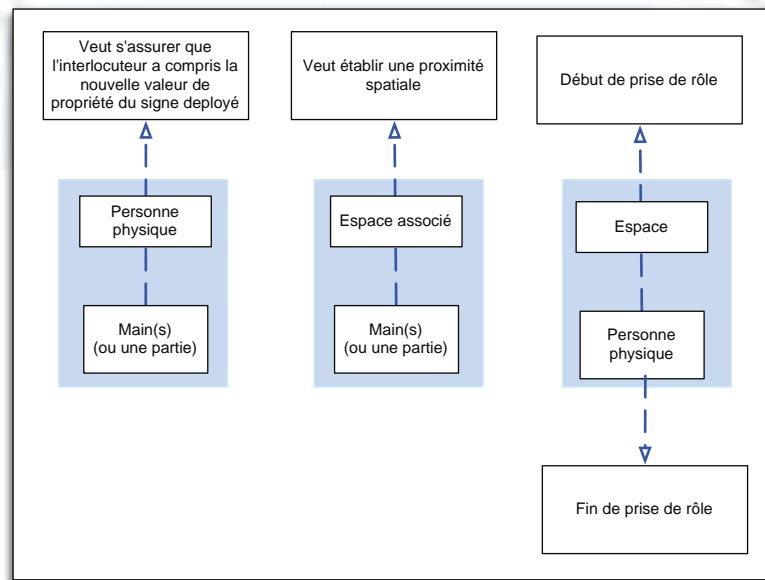 Veut s'assurer que
l'interlocuteur a compris la
nouvelle valeur de
propriété du signe deployé
Veut établir une proximité
spatiale
Début de prise de rôle
Personne
physique
Espace associé
Espace
Main(s)
(ou une partie)
Main(s)
(ou une partie)
Personne
physique
Fin de prise de rôle